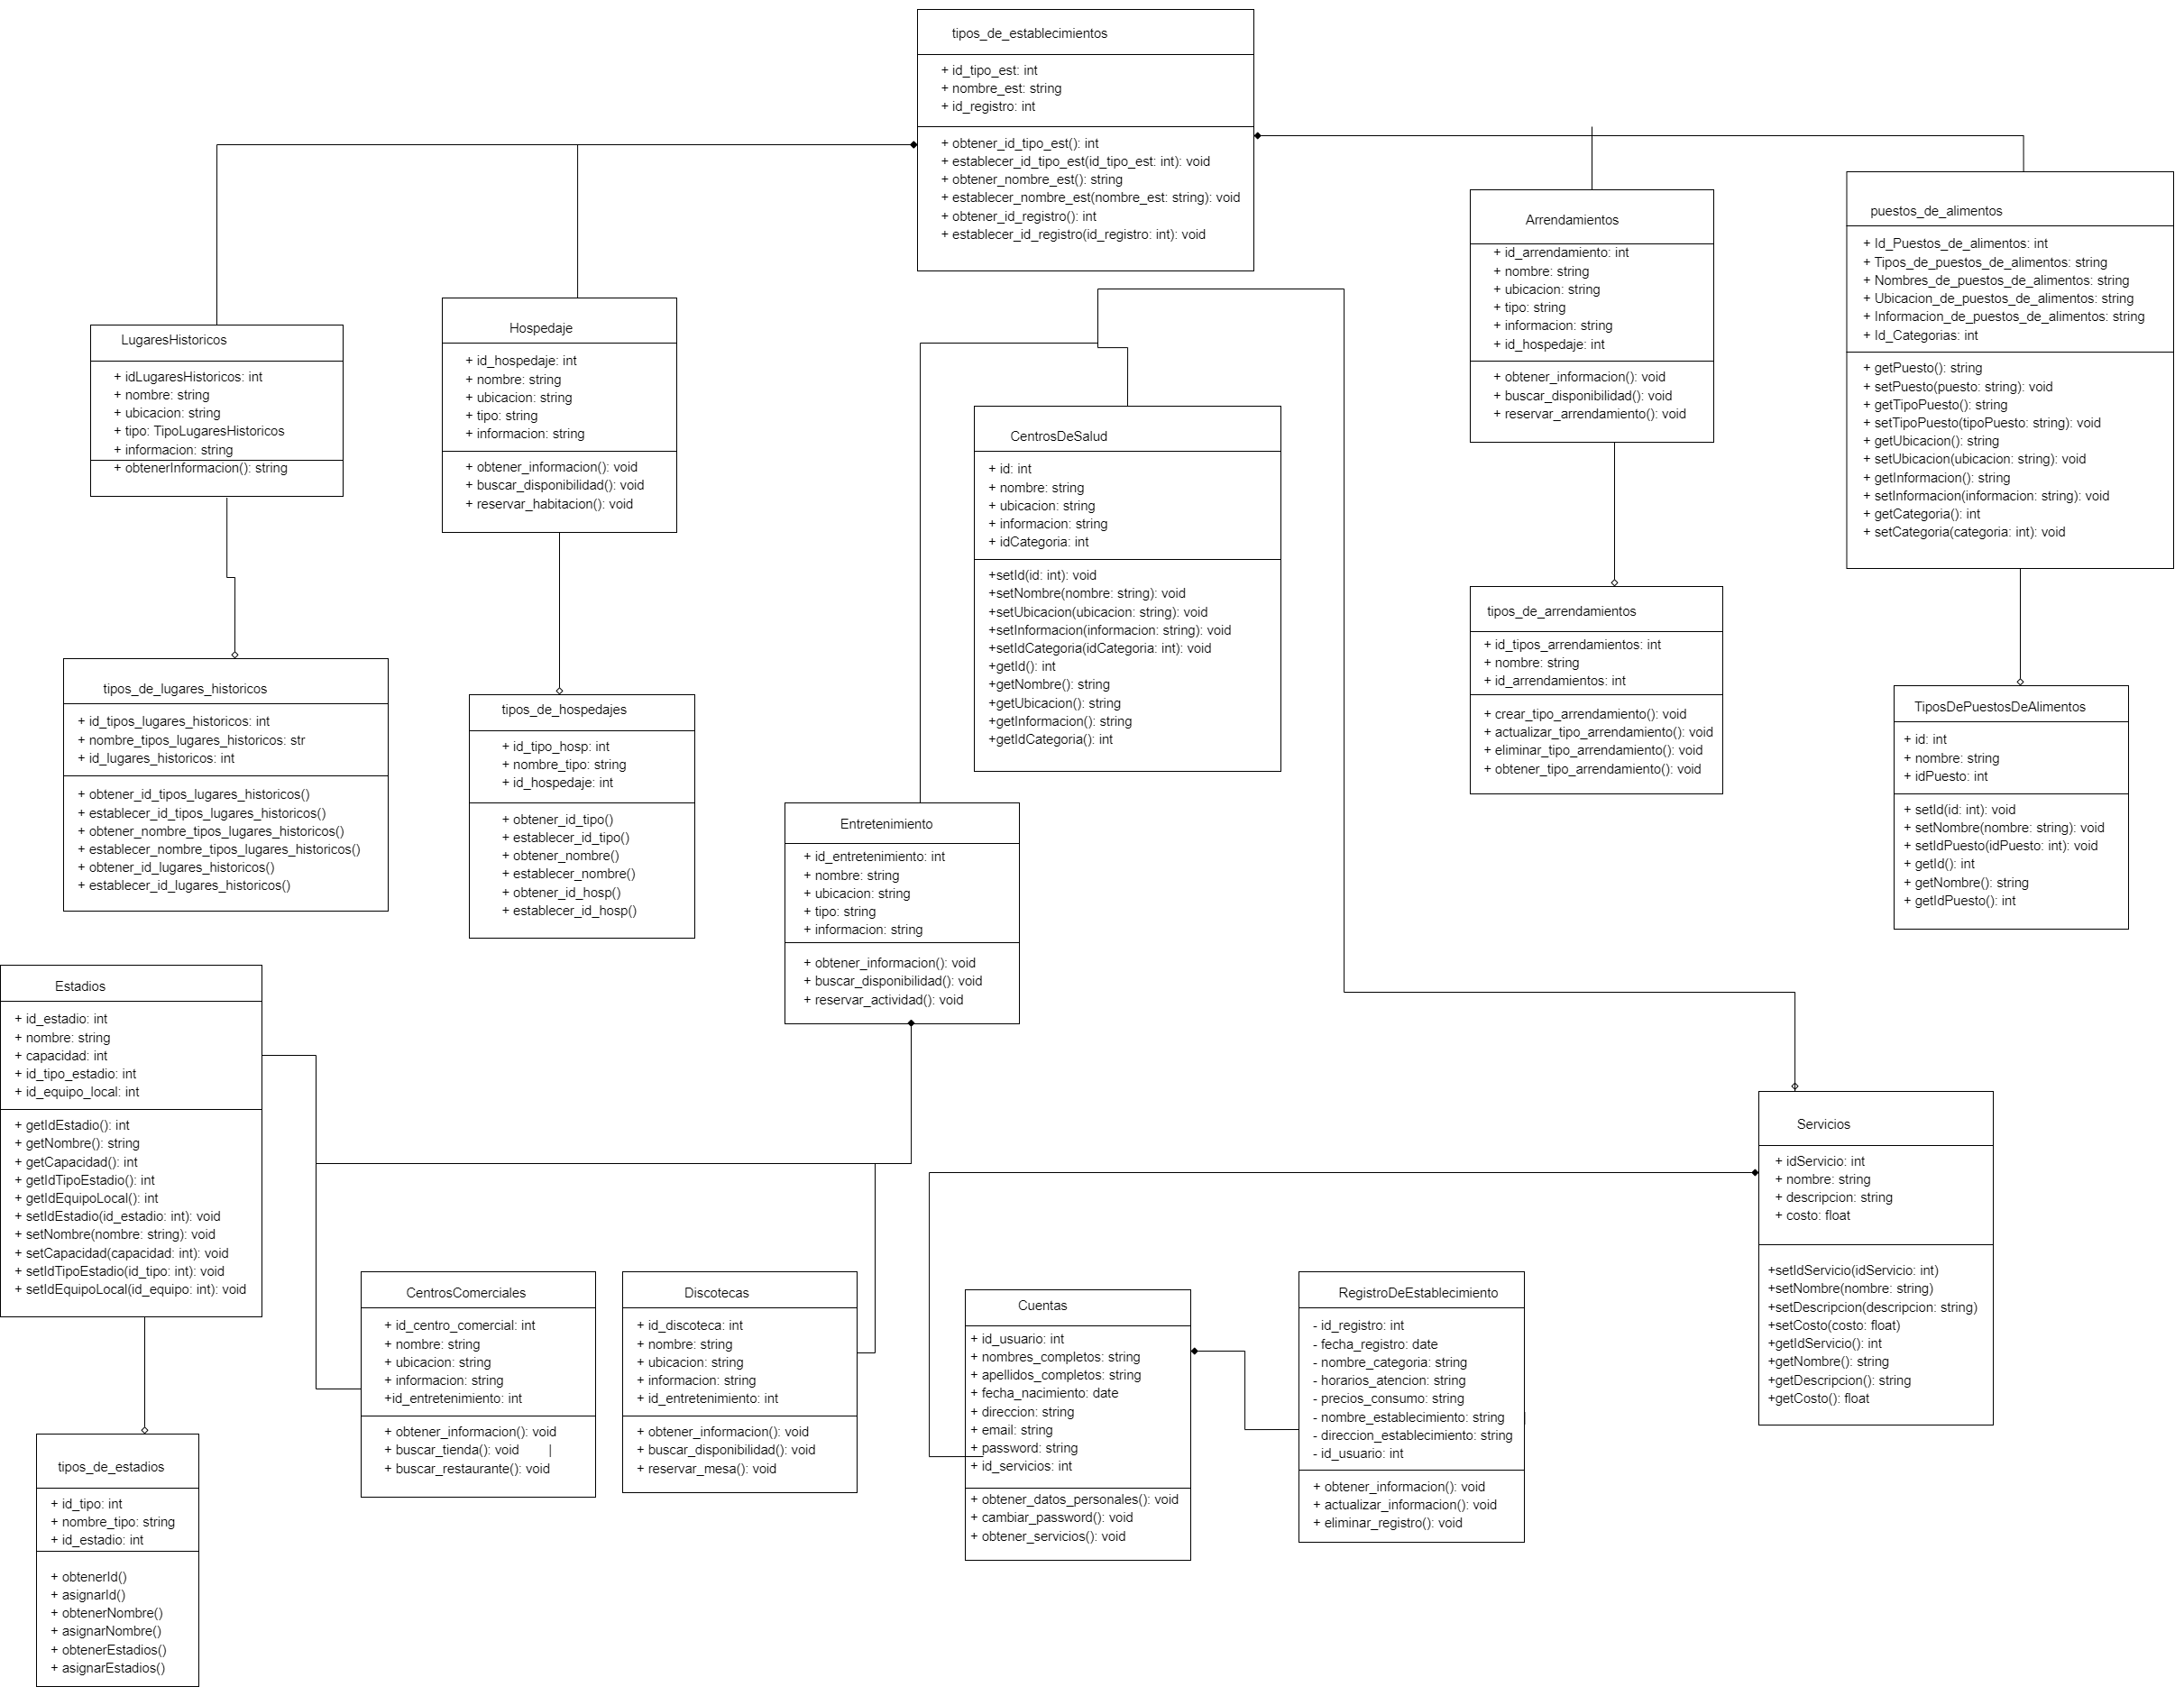 tipos_de_establecimientos
+ id_tipo_est: int
+ nombre_est: string
+ id_registro: int
+ obtener_id_tipo_est(): int
+ establecer_id_tipo_est(id_tipo_est: int): void
+ obtener_nombre_est(): string
+ establecer_nombre_est(nombre_est: string): void
+ obtener_id_registro(): int
+ establecer_id_registro(id_registro: int): void
LugaresHistoricos
+ idLugaresHistoricos: int
+ nombre: string
+ ubicacion: string
+ tipo: TipoLugaresHistoricos
+ informacion: string
+ obtenerInformacion(): string
Hospedaje
+ id_hospedaje: int
+ nombre: string
+ ubicacion: string
+ tipo: string
+ informacion: string
+ obtener_informacion(): void
+ buscar_disponibilidad(): void
+ reservar_habitacion(): void
CentrosDeSalud
+ id: int
+ nombre: string
+ ubicacion: string
+ informacion: string
+ idCategoria: int
+setId(id: int): void
+setNombre(nombre: string): void
+setUbicacion(ubicacion: string): void
+setInformacion(informacion: string): void
+setIdCategoria(idCategoria: int): void
+getId(): int
+getNombre(): string
+getUbicacion(): string
+getInformacion(): string
+getIdCategoria(): int
Arrendamientos
+ id_arrendamiento: int
+ nombre: string
+ ubicacion: string
+ tipo: string
+ informacion: string
+ id_hospedaje: int
+ obtener_informacion(): void
+ buscar_disponibilidad(): void
+ reservar_arrendamiento(): void
puestos_de_alimentos
+ Id_Puestos_de_alimentos: int
+ Tipos_de_puestos_de_alimentos: string
+ Nombres_de_puestos_de_alimentos: string
+ Ubicacion_de_puestos_de_alimentos: string
+ Informacion_de_puestos_de_alimentos: string
+ Id_Categorias: int
+ getPuesto(): string
+ setPuesto(puesto: string): void
+ getTipoPuesto(): string
+ setTipoPuesto(tipoPuesto: string): void
+ getUbicacion(): string
+ setUbicacion(ubicacion: string): void
+ getInformacion(): string
+ setInformacion(informacion: string): void
+ getCategoria(): int
+ setCategoria(categoria: int): void
tipos_de_lugares_historicos
+ id_tipos_lugares_historicos: int
+ nombre_tipos_lugares_historicos: str
+ id_lugares_historicos: int
+ obtener_id_tipos_lugares_historicos()
+ establecer_id_tipos_lugares_historicos()
+ obtener_nombre_tipos_lugares_historicos()
+ establecer_nombre_tipos_lugares_historicos()
+ obtener_id_lugares_historicos()
+ establecer_id_lugares_historicos()
tipos_de_hospedajes
+ id_tipo_hosp: int
+ nombre_tipo: string
+ id_hospedaje: int
+ obtener_id_tipo()
+ establecer_id_tipo()
+ obtener_nombre()
+ establecer_nombre()
+ obtener_id_hosp()
+ establecer_id_hosp()
tipos_de_arrendamientos
+ id_tipos_arrendamientos: int
+ nombre: string
+ id_arrendamientos: int
+ crear_tipo_arrendamiento(): void
+ actualizar_tipo_arrendamiento(): void
+ eliminar_tipo_arrendamiento(): void
+ obtener_tipo_arrendamiento(): void
TiposDePuestosDeAlimentos
+ id: int
+ nombre: string
+ idPuesto: int
+ setId(id: int): void
+ setNombre(nombre: string): void
+ setIdPuesto(idPuesto: int): void
+ getId(): int
+ getNombre(): string
+ getIdPuesto(): int
Entretenimiento
+ id_entretenimiento: int
+ nombre: string
+ ubicacion: string
+ tipo: string
+ informacion: string
+ obtener_informacion(): void
+ buscar_disponibilidad(): void
+ reservar_actividad(): void
Estadios
+ id_estadio: int
+ nombre: string
+ capacidad: int
+ id_tipo_estadio: int
+ id_equipo_local: int
+ getIdEstadio(): int
+ getNombre(): string
+ getCapacidad(): int
+ getIdTipoEstadio(): int
+ getIdEquipoLocal(): int
+ setIdEstadio(id_estadio: int): void
+ setNombre(nombre: string): void
+ setCapacidad(capacidad: int): void
+ setIdTipoEstadio(id_tipo: int): void
+ setIdEquipoLocal(id_equipo: int): void
Servicios
+ idServicio: int
+ nombre: string
+ descripcion: string
+ costo: float
+setIdServicio(idServicio: int)
+setNombre(nombre: string)
+setDescripcion(descripcion: string)
+setCosto(costo: float)
+getIdServicio(): int
+getNombre(): string
+getDescripcion(): string
+getCosto(): float
CentrosComerciales
+ id_centro_comercial: int
+ nombre: string
+ ubicacion: string
+ informacion: string
+id_entretenimiento: int
+ obtener_informacion(): void
+ buscar_tienda(): void |
+ buscar_restaurante(): void
Discotecas
+ id_discoteca: int
+ nombre: string
+ ubicacion: string
+ informacion: string
+ id_entretenimiento: int
+ obtener_informacion(): void
+ buscar_disponibilidad(): void
+ reservar_mesa(): void
Cuentas
+ id_usuario: int
+ nombres_completos: string
+ apellidos_completos: string
+ fecha_nacimiento: date
+ direccion: string
+ email: string
+ password: string
+ id_servicios: int
+ obtener_datos_personales(): void
+ cambiar_password(): void
+ obtener_servicios(): void
RegistroDeEstablecimiento
- id_registro: int
- fecha_registro: date
- nombre_categoria: string
- horarios_atencion: string
- precios_consumo: string
- nombre_establecimiento: string
- direccion_establecimiento: string
- id_usuario: int
+ obtener_informacion(): void
+ actualizar_informacion(): void
+ eliminar_registro(): void
tipos_de_estadios
+ id_tipo: int
+ nombre_tipo: string
+ id_estadio: int
+ obtenerId()
+ asignarId()
+ obtenerNombre()
+ asignarNombre()
+ obtenerEstadios()
+ asignarEstadios()